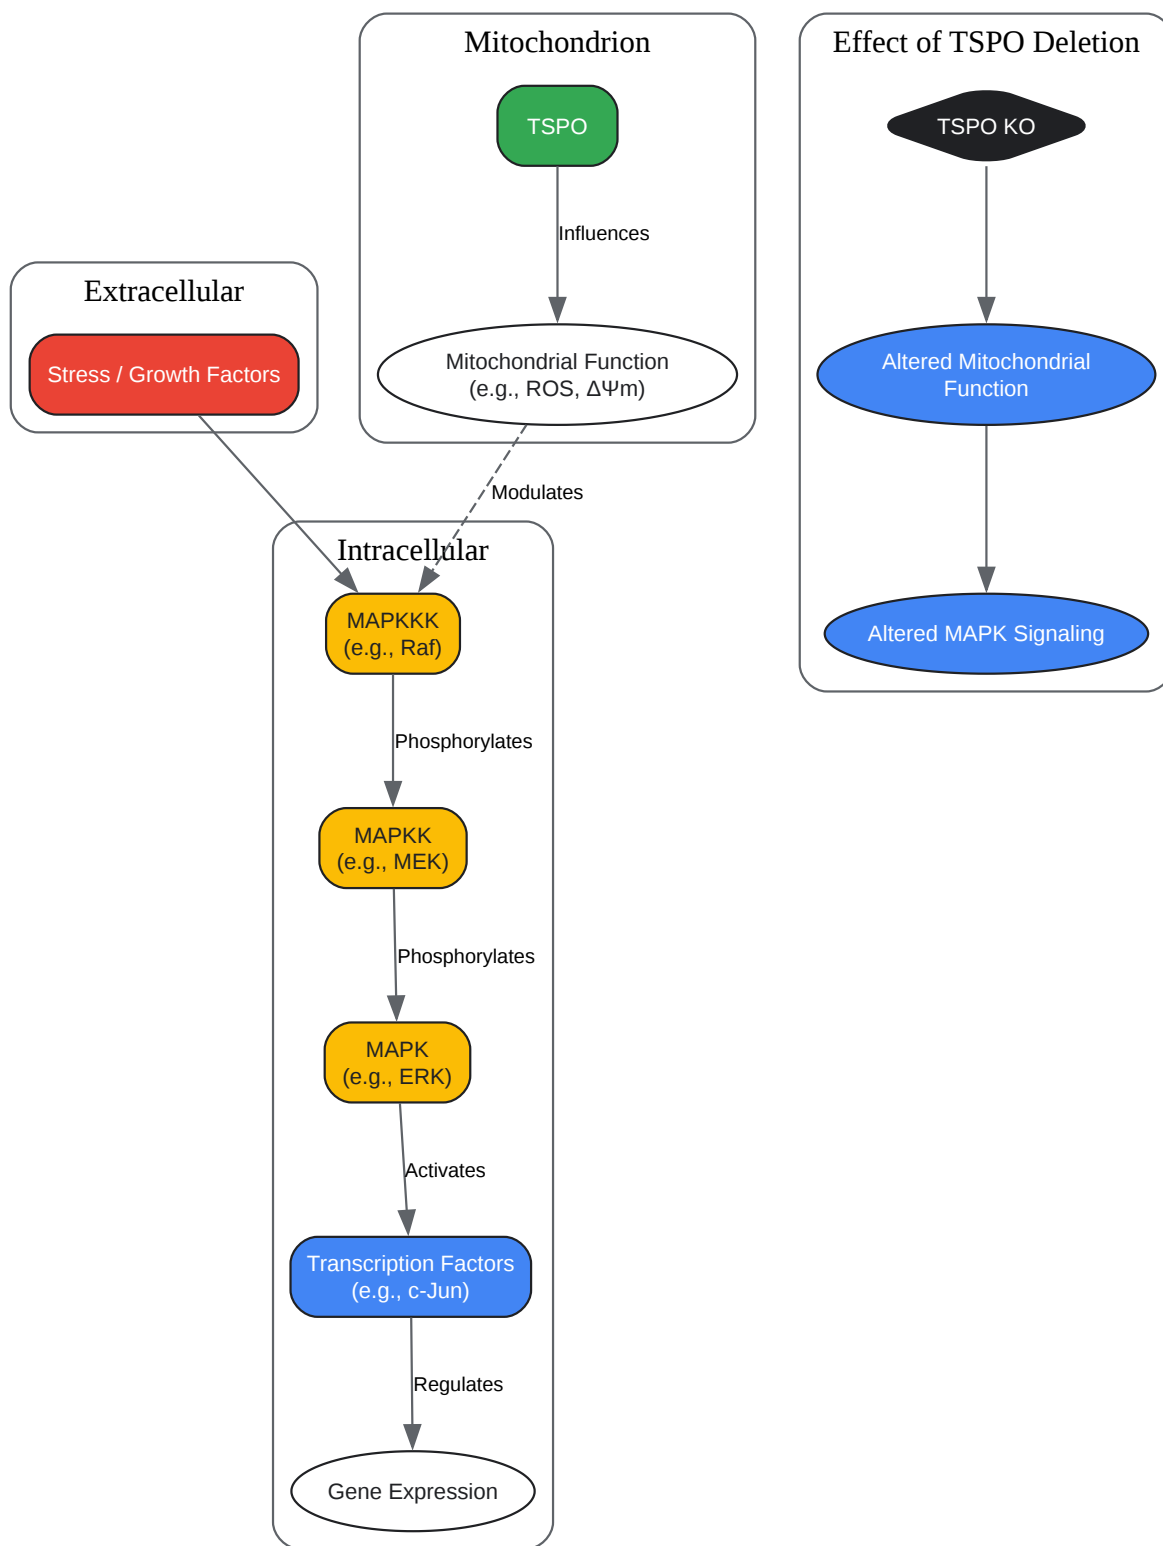 Mitochondrion
Effect of TSPO Deletion
TSPO
TSPO KO
Influences
Extracellular
Stress / Growth Factors
Mitochondrial Function
(e.g., ROS, ΔΨm)
Altered Mitochondrial
Function
Modulates
Intracellular
MAPKKK
(e.g., Raf)
Altered MAPK Signaling
Phosphorylates
MAPKK
(e.g., MEK)
Phosphorylates
MAPK
(e.g., ERK)
Activates
Transcription Factors
(e.g., c-Jun)
Regulates
Gene Expression